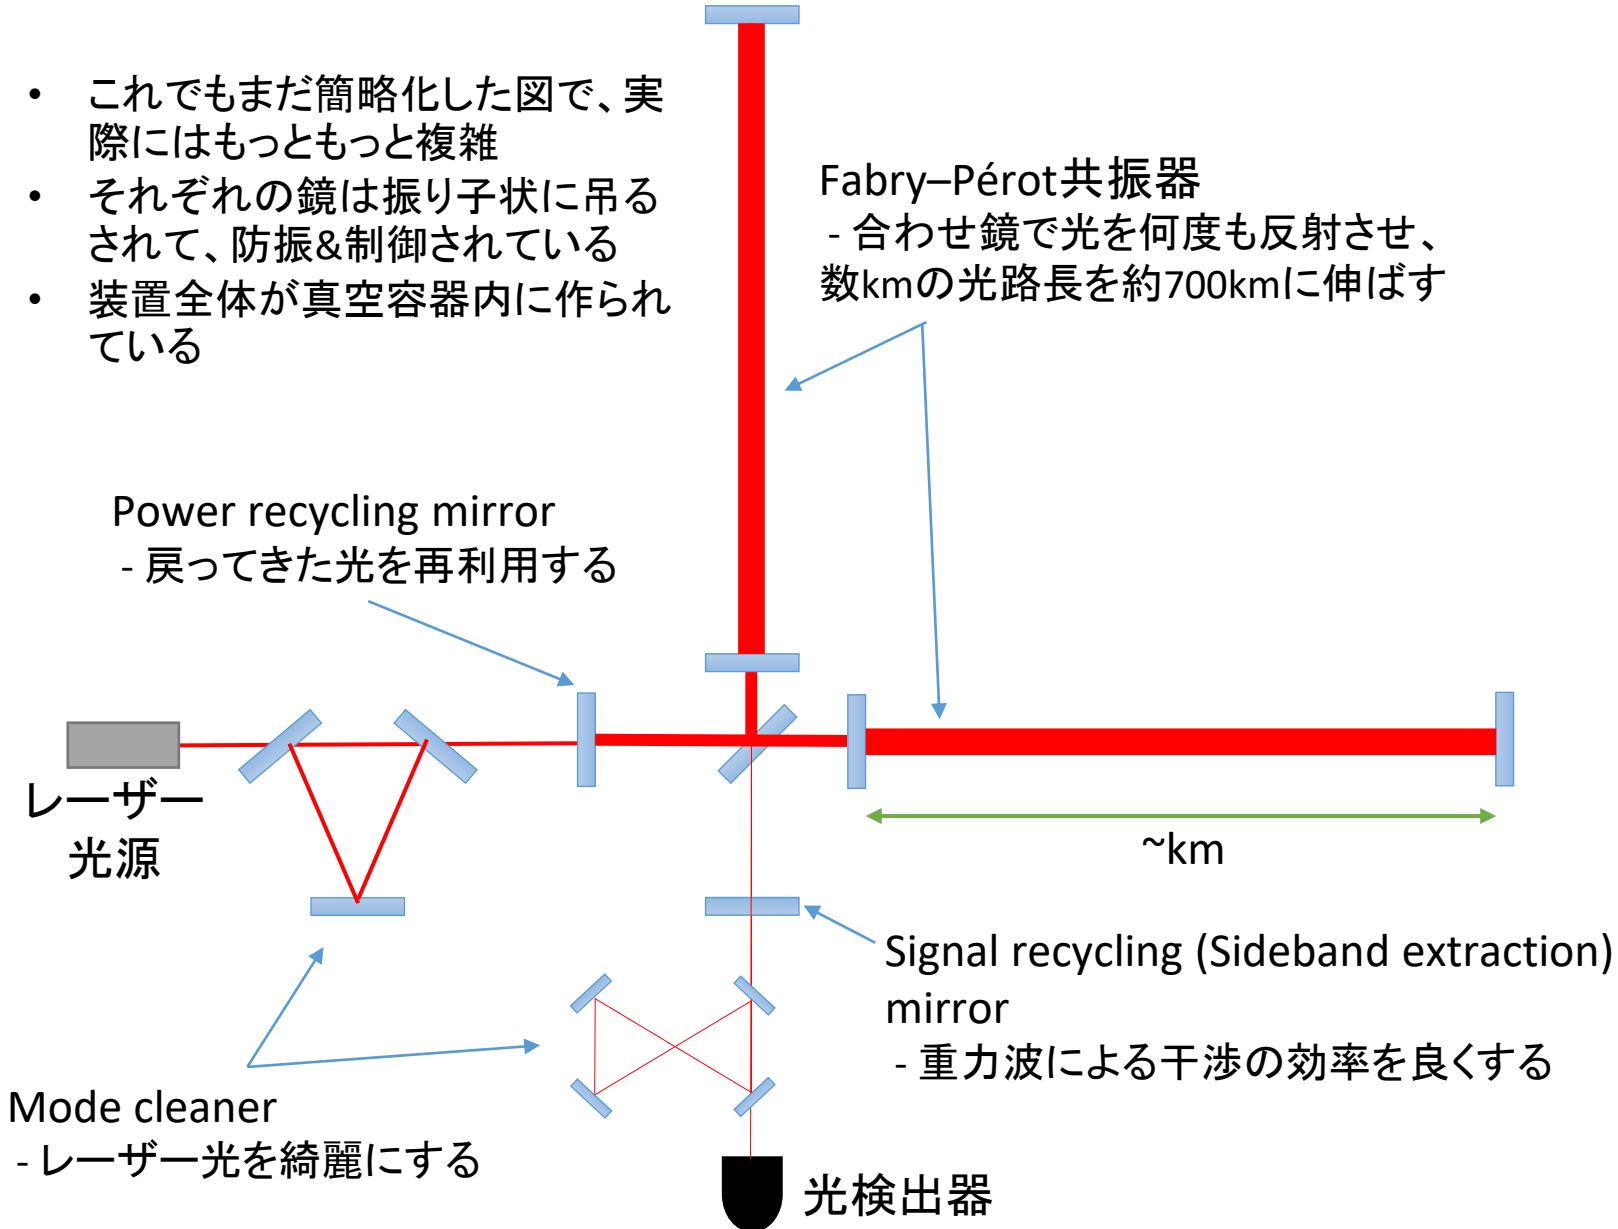 • これでもまだ簡略化した図で、実
際にはもっともっと複雑
• それぞれの鏡は振り子状に吊る
されて、防振&制御されている
• 装置全体が真空容器内に作られ
ている
Fabry–Pérot共振器
- 合わせ鏡で光を何度も反射させ、
数kmの光路長を約700kmに伸ばす
Power recycling mirror
- 戻ってきた光を再利用する
レーザー
光源
~km
Signal recycling (Sideband extraction)
mirror
- 重力波による干渉の効率を良くする
Mode cleaner
- レーザー光を綺麗にする
光検出器